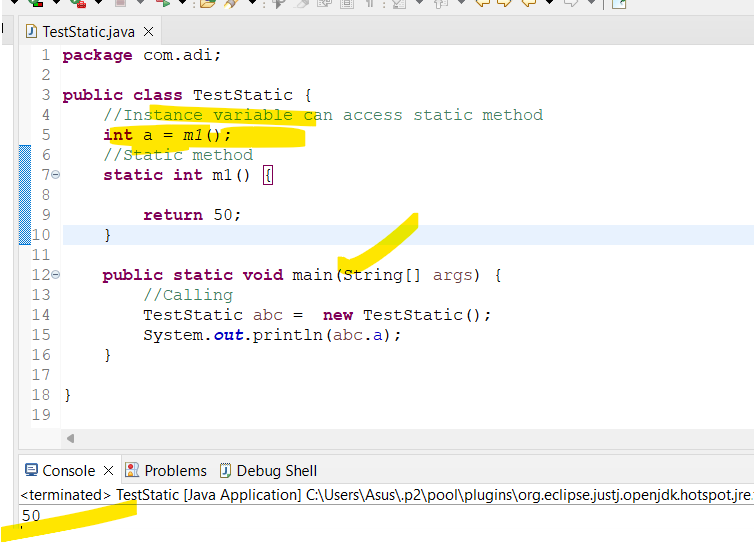 TestStatic.java
1 package com.adi;
2
3 public class TestStatic {
4 //Instance variable can access static method
5 int a = m1();
6 //Static method
7 static int m1() {
8
9 return 50;
10 }
11
12 public static void main(String[] args) {
13 //Calling
14 TestStatic abc =  new TestStatic();
15 System.out.println(abc.a);
16 }
17
18 }
19
Console Problems Debug Shell
<terminated> TestStatic [Java Application] C:\Users\Asus\.p2\pool\plugins\org.eclipse.justj.openjdk.hotspot.jre.
50